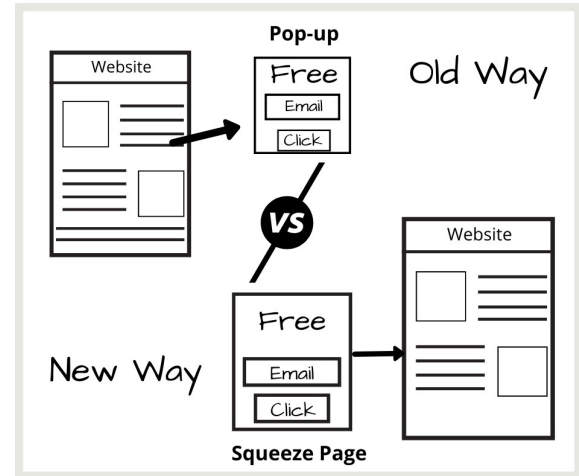 Pop-up
Website
Free
Old Way
Email
Click
VS
Website
Free
New Way
Email
Click
Squeeze Page